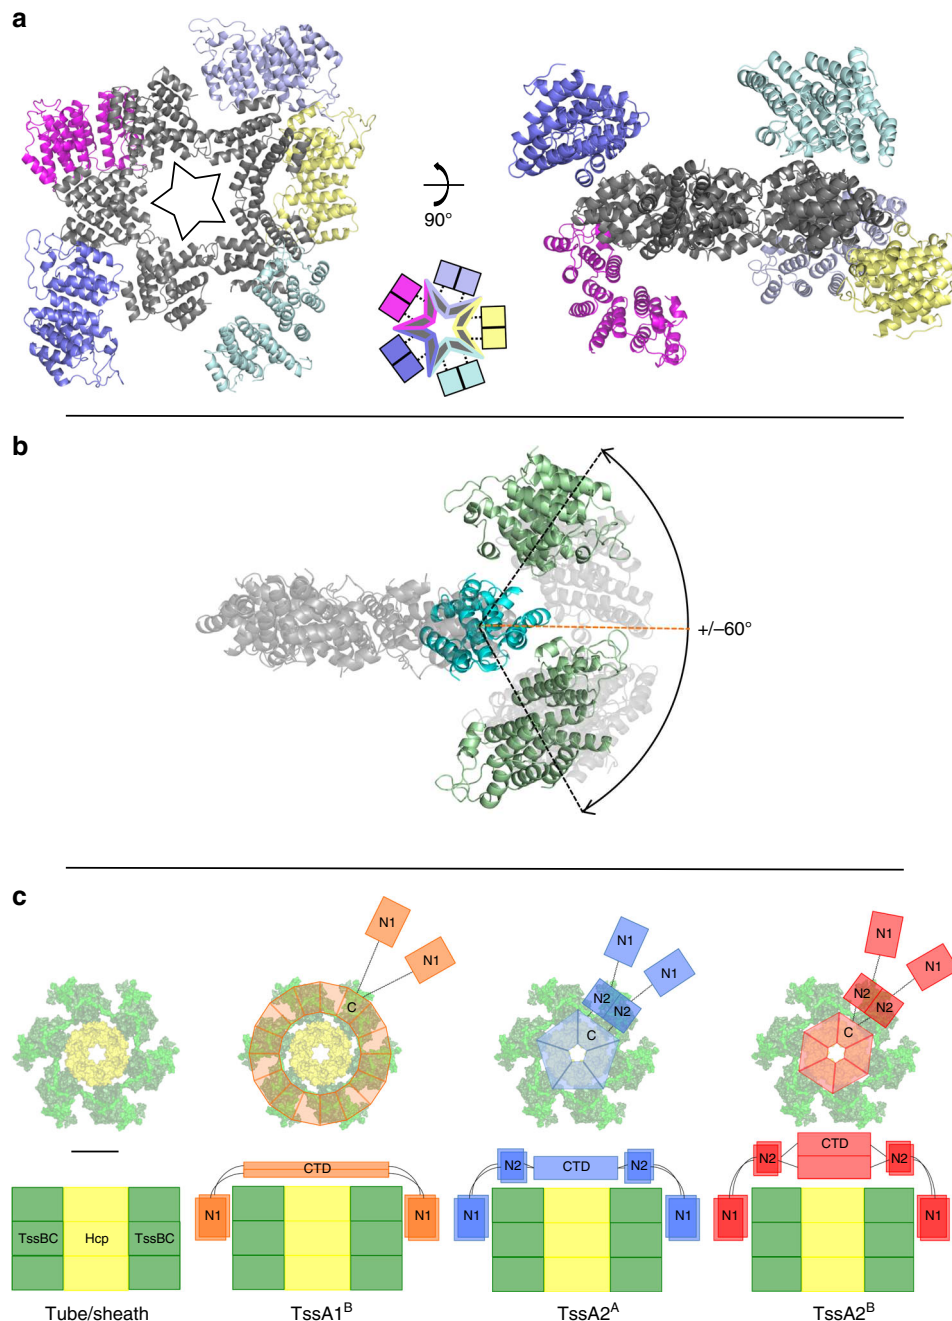 a
90°
b
+/–60°
c
N1
N1
C
N1
N1
N2
N2
C
N1
N1
N2
N2
C
CTD
N1
N1
N2
CTD
N2
N1
N1
N2
CTD
N2
N1
N1
TssBC
Hcp
TssBC
Tube/sheath
TssA1ᴮ
TssA2ᴬ
TssA2ᴮ